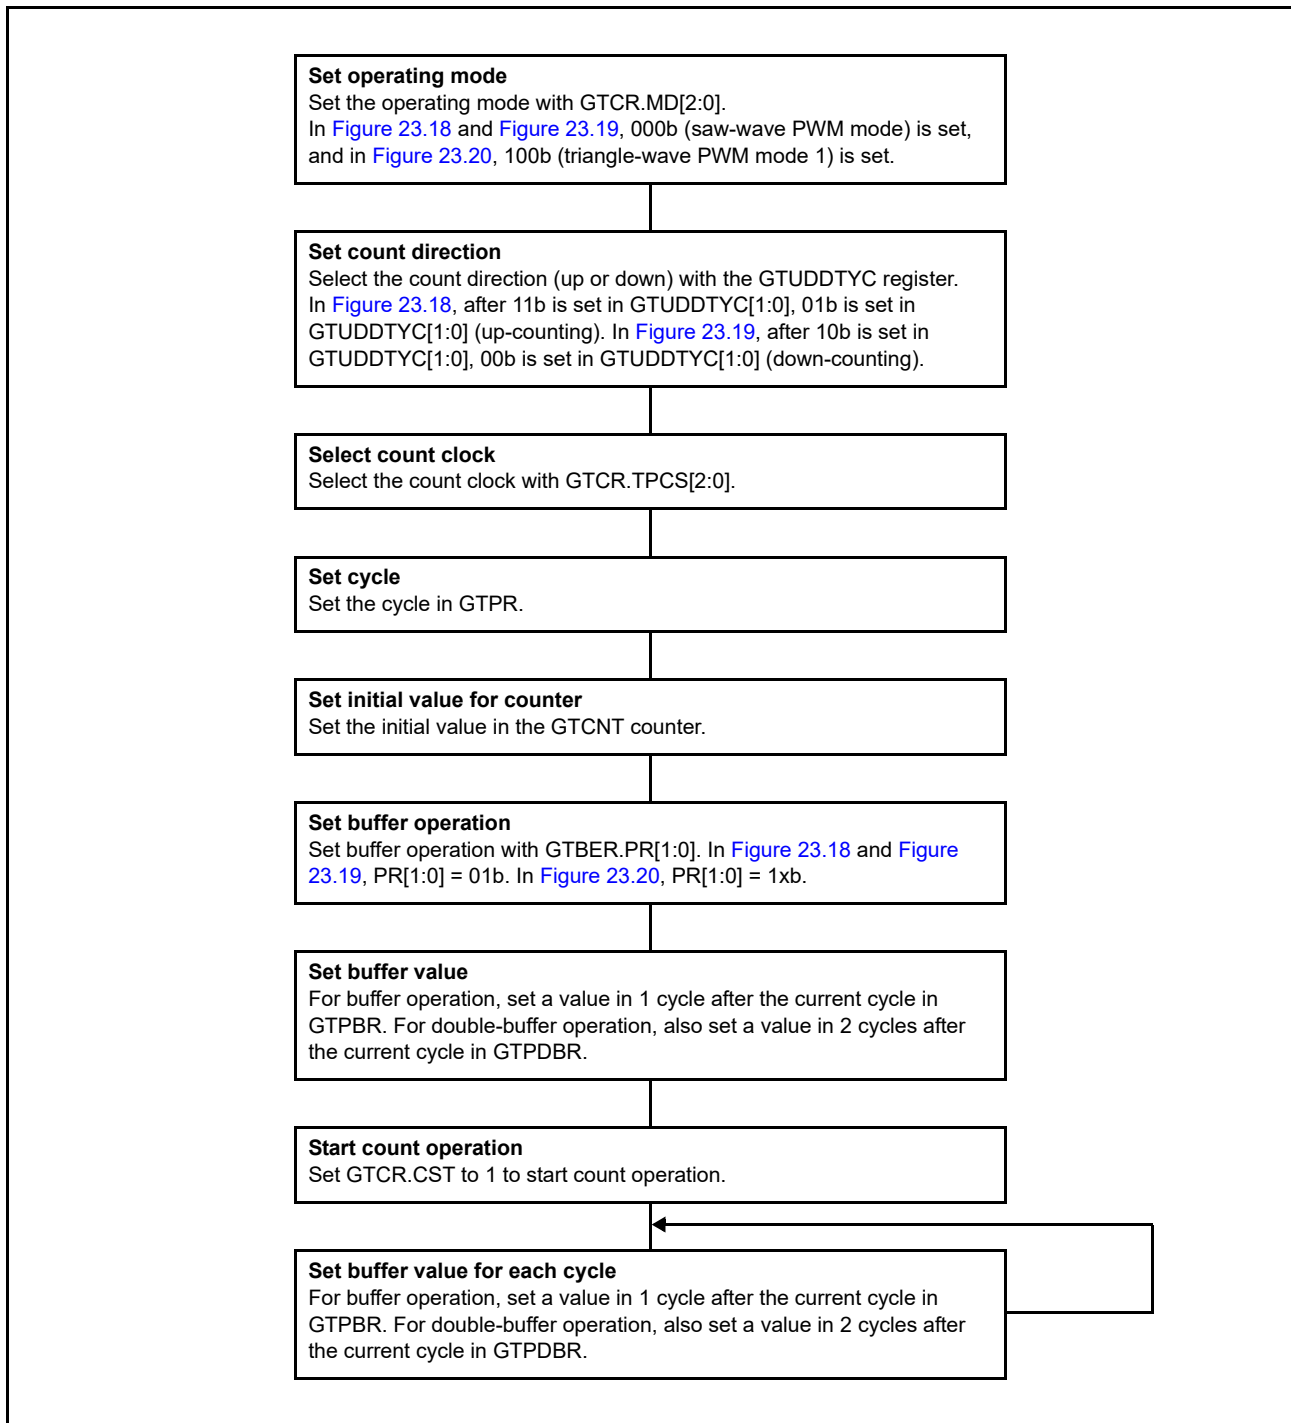 Set operating mode
Set the operating mode with GTCR.MD[2:0].
In Figure 23.18 and Figure 23.19, 000b (saw-wave PWM mode) is set,
and in Figure 23.20, 100b (triangle-wave PWM mode 1) is set.
Set count direction
Select the count direction (up or down) with the GTUDDTYC register.
In Figure 23.18, after 11b is set in GTUDDTYC[1:0], 01b is set in
GTUDDTYC[1:0] (up-counting). In Figure 23.19, after 10b is set in
GTUDDTYC[1:0], 00b is set in GTUDDTYC[1:0] (down-counting).
Select count clock
Select the count clock with GTCR.TPCS[2:0].
Set cycle
Set the cycle in GTPR.
Set initial value for counter
Set the initial value in the GTCNT counter.
Set buffer operation
Set buffer operation with GTBER.PR[1:0]. In Figure 23.18 and Figure
23.19, PR[1:0] = 01b. In Figure 23.20, PR[1:0] = 1xb.
Set buffer value
For buffer operation, set a value in 1 cycle after the current cycle in
GTPBR. For double-buffer operation, also set a value in 2 cycles after
the current cycle in GTPDBR.
Start count operation
Set GTCR.CST to 1 to start count operation.
Set buffer value for each cycle
For buffer operation, set a value in 1 cycle after the current cycle in
GTPBR. For double-buffer operation, also set a value in 2 cycles after
the current cycle in GTPDBR.